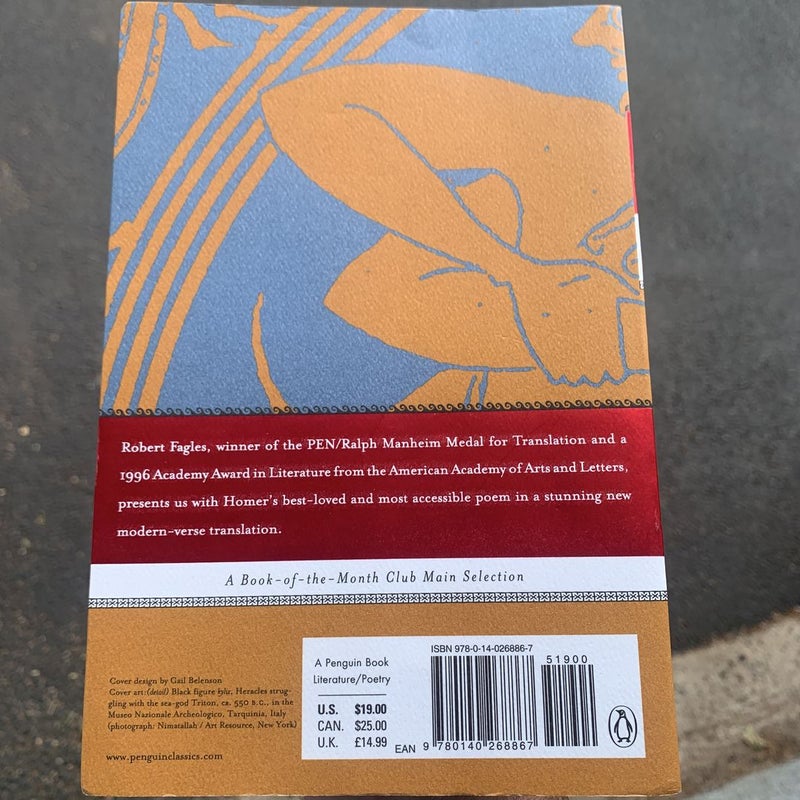 Robert Fagles, winner of the PEN/Ralph Manheim Medal for Translation and a
1996 Academy Award in Literature from the American Academy of Arts and Letters,
presents us with Homer's best-loved and most accessible poem in a stunning new
modern-verse translation.
A Book-of-the-Month Club Main Selection
Cover design by Gail Belenson
Cover art: (detail) Black figure kylix, Heracles strug-
gling with the sea-god Triton, ca. 550 B.C., in the
Museo Nazionale Archeologico, Tarquinia, Italy
(photograph: Nimatallah / Art Resource, New York)
www.penguinclassics.com
A Penguin Book
Literature/Poetry
U.S. $19.00
CAN. $25.00
U.K. £14.99
ISBN 978-0-14-026886-7
51900
EAN 9 780140 268867